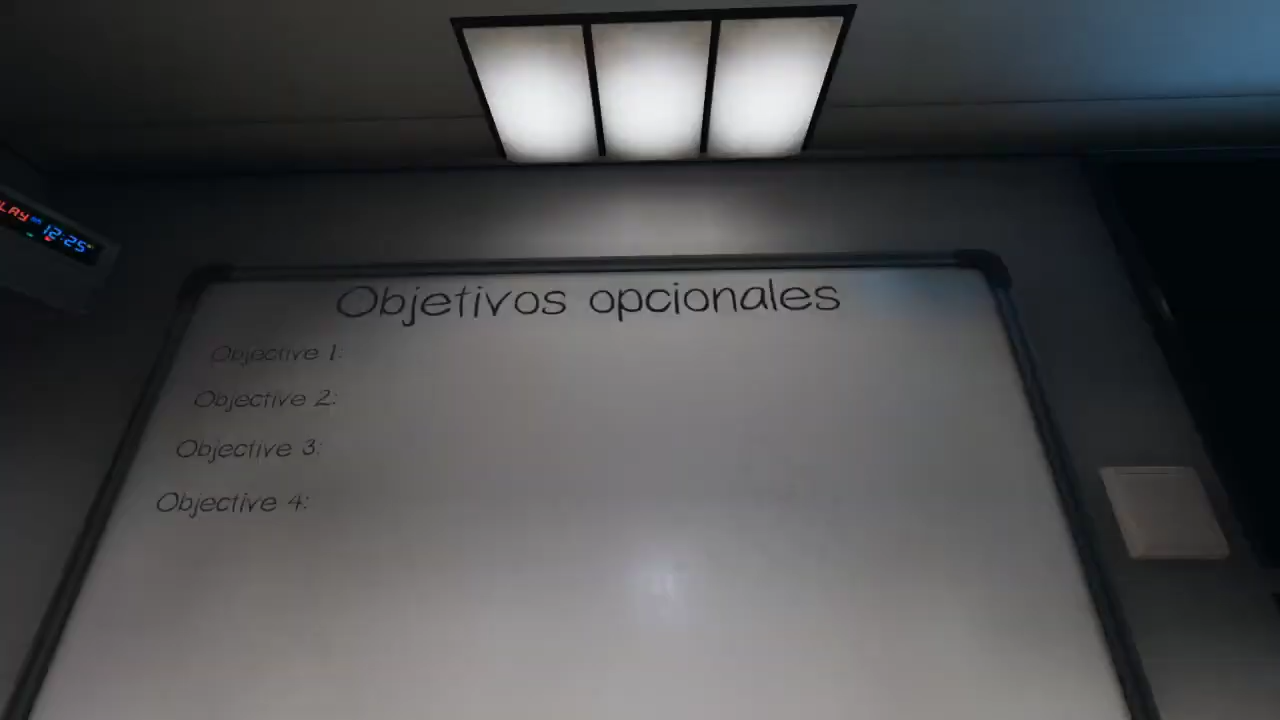 12:25
Objetivos opcionales
Objective 1:
Objective 2:
Objective 3:
Objective 4: